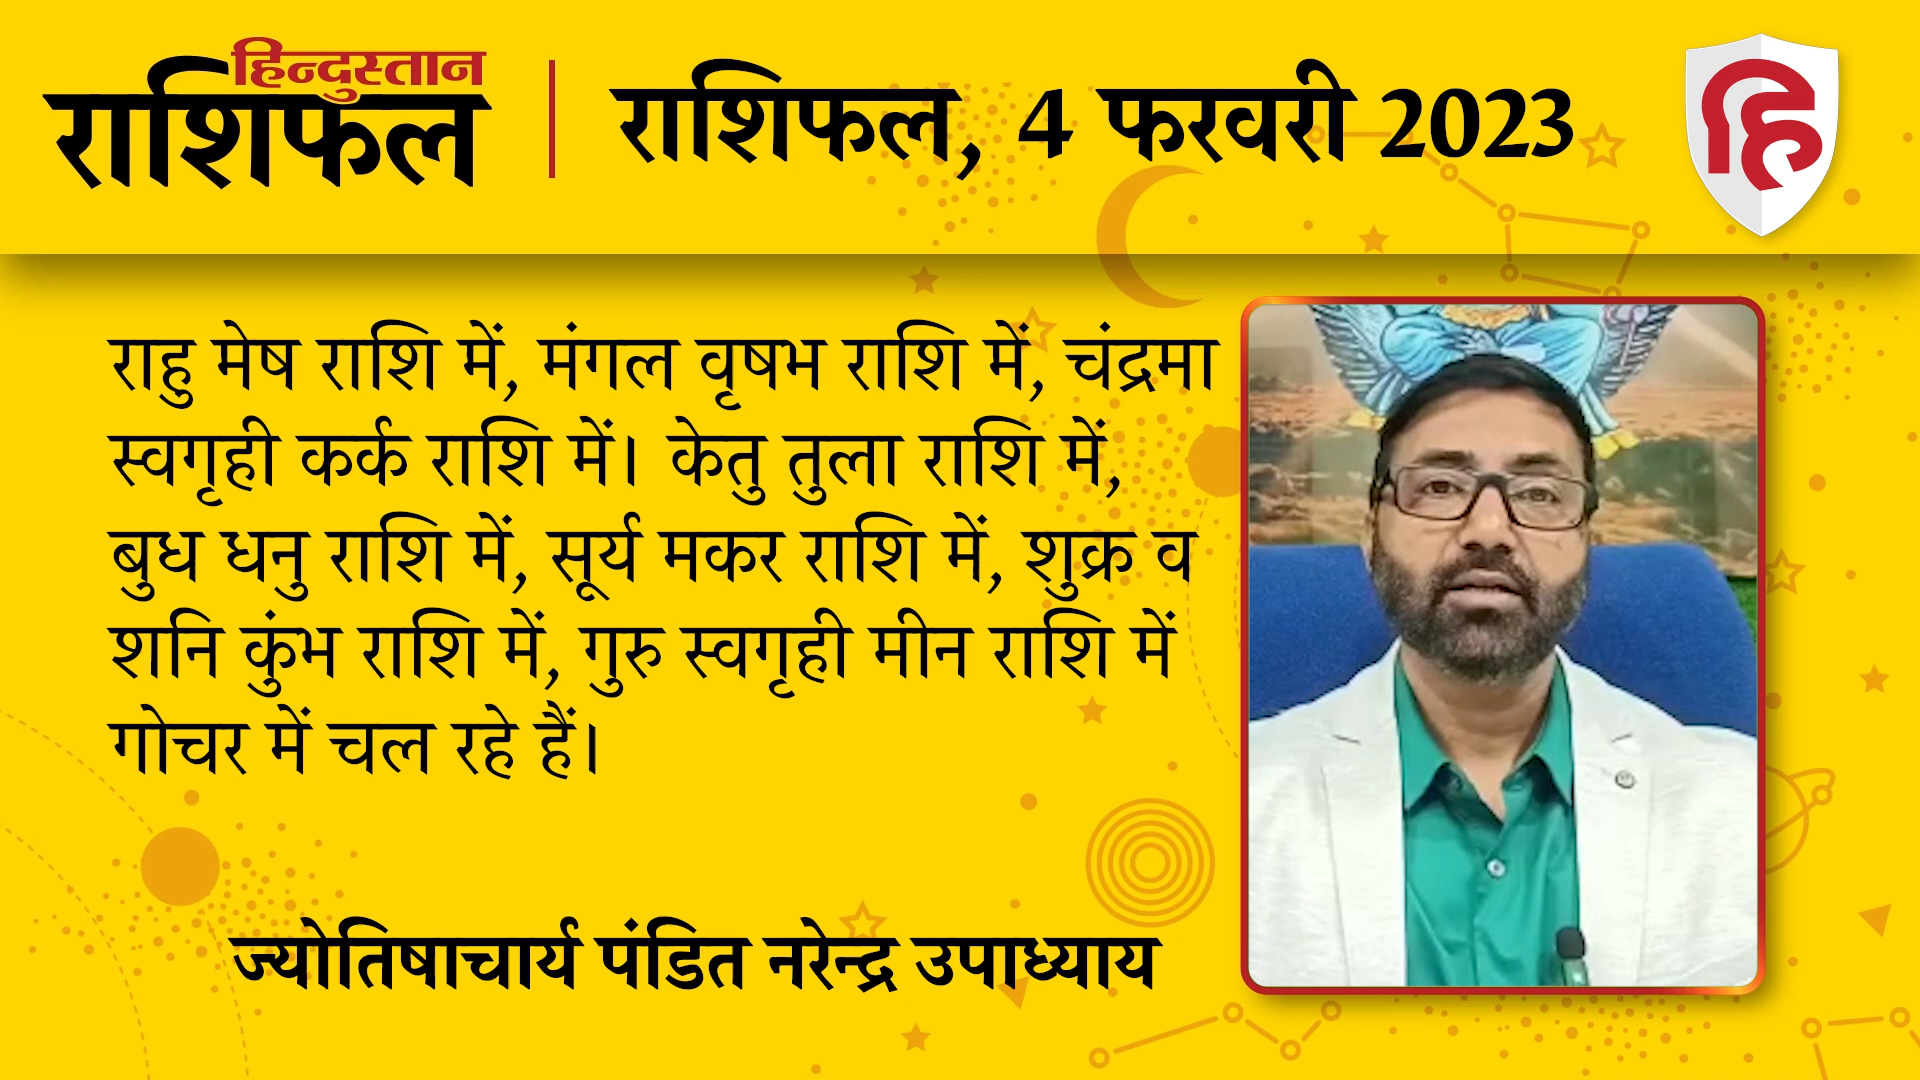 हिन्दुस्तान
राशिफल
राशिफल, 4 फरवरी 2023
हि
राहु मेष राशि में, मंगल वृषभ राशि में, चंद्रमा
स्वगृही कर्क राशि में। केतु तुला राशि में,
बुध धनु राशि में, सूर्य मकर राशि में, शुक्र व
शनि कुंभ राशि में, गुरु स्वगृही मीन राशि में
गोचर में चल रहे हैं।
ज्योतिषाचार्य पंडित नरेन्द्र उपाध्याय